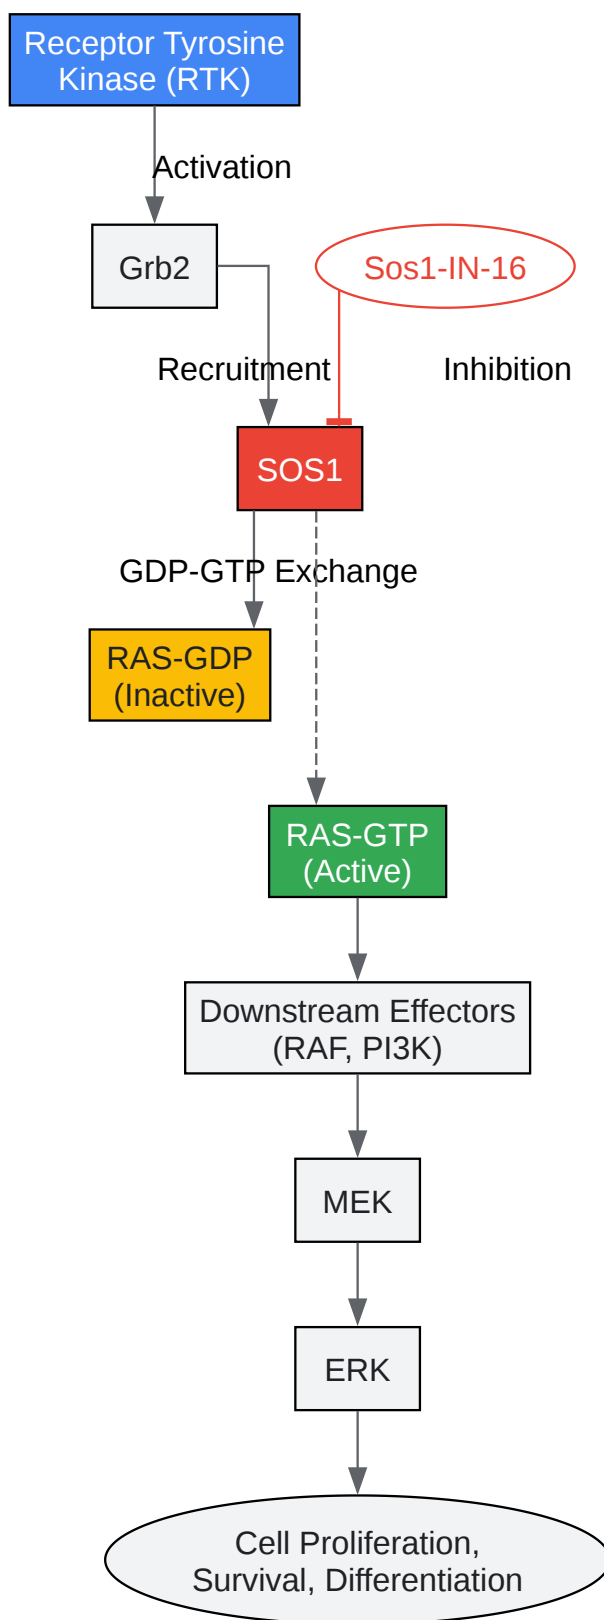 Receptor Tyrosine
Kinase (RTK)
Activation
Grb2
Sos1-IN-16
Recruitment
Inhibition
SOS1
GDP-GTP Exchange
RAS-GDP
(Inactive)
RAS-GTP
(Active)
Downstream Effectors
(RAF, PI3K)
MEK
ERK
Cell Proliferation,
Survival, Differentiation